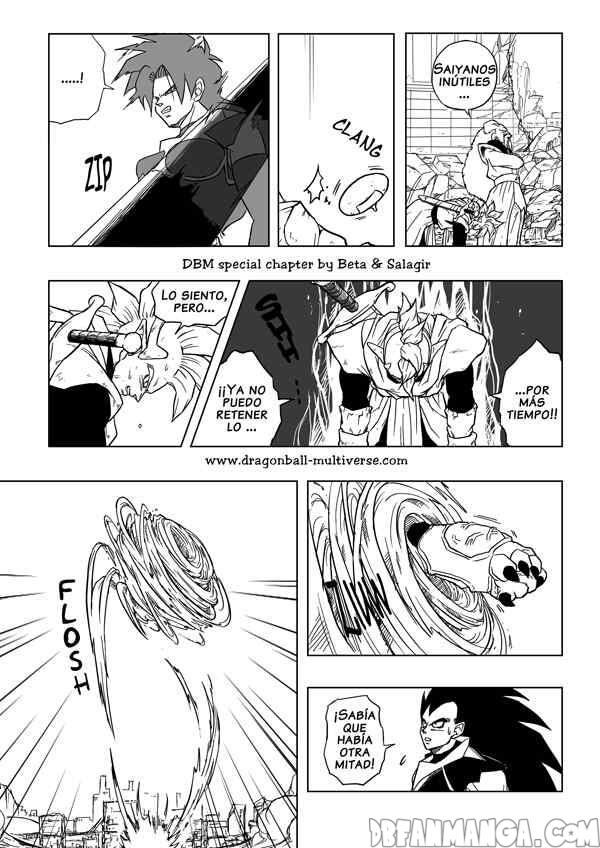 ......!
ZIP
CLANG
SAIYANOS
INÚTILES
...
DBM special chapter by Beta & Salagir
LO SIENTO,
PERO...
SHH
...
¡¡YA NO
PUEDO
RETENER
LO ...
...POR
MÁS
TIEMPO!!
www.dragonball-multiverse.com
FLOSH
¡SABÍA
QUE
HABÍA
OTRA
MITAD!
DBFANMANGA.COM